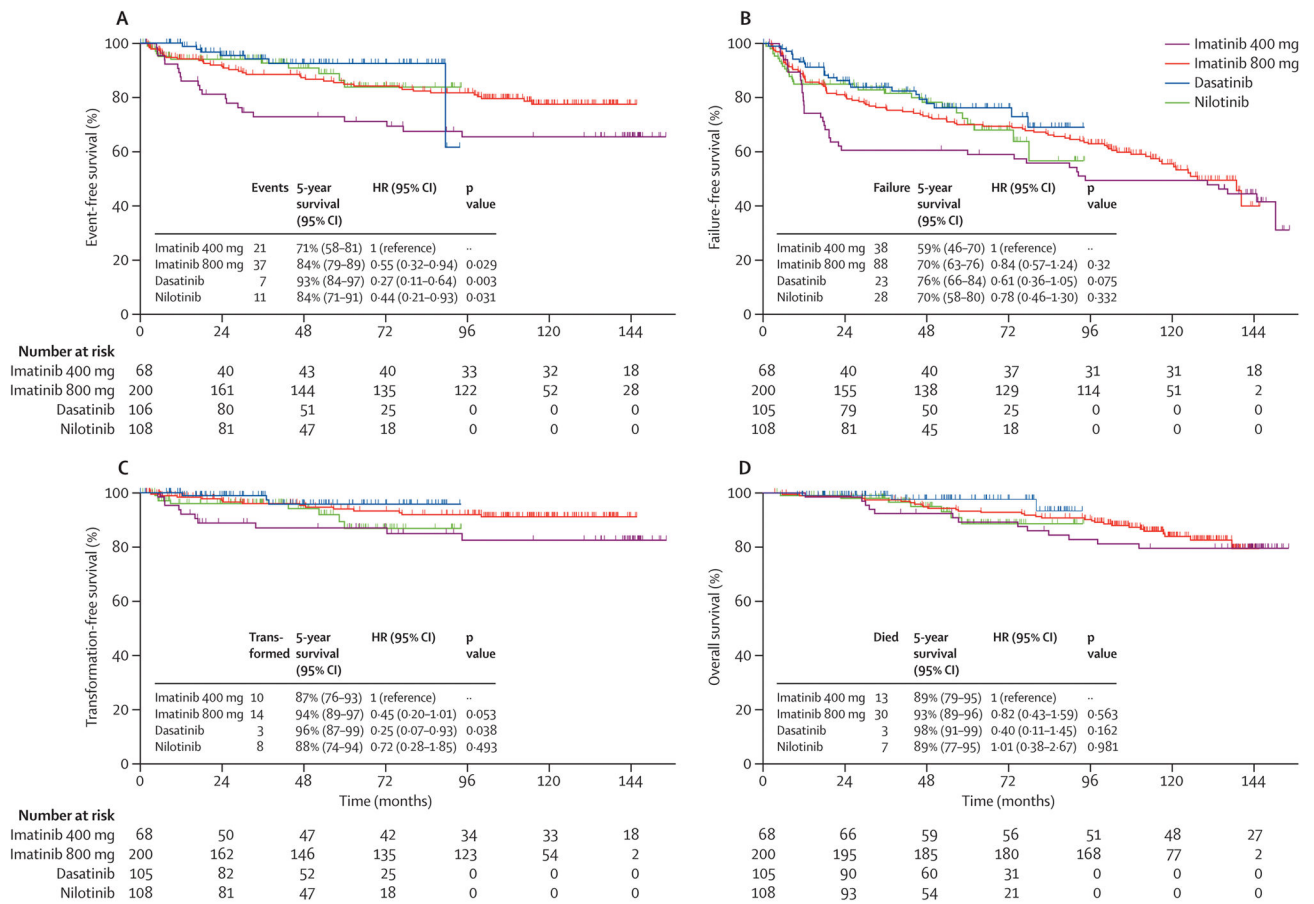 A
Event-free survival (%)
100
80
60
40
20
0
Events 5-year survival (95% CI) HR (95% CI) p value
Imatinib 400 mg 21 71% (58–81) 1 (reference) ··
Imatinib 800 mg 37 84% (79–89) 0·55 (0·32–0·94) 0·029
Dasatinib 7 93% (84–97) 0·27 (0·11–0·64) 0·003
Nilotinib 11 84% (71–91) 0·44 (0·21–0·93) 0·031
0 24 48 72 96 120 144
Number at risk
Imatinib 400 mg 68 40 43 40 33 32 18
Imatinib 800 mg 200 161 144 135 122 52 28
Dasatinib 106 80 51 25 0 0 0
Nilotinib 108 81 47 18 0 0 0
B
Imatinib 400 mg
Imatinib 800 mg
Dasatinib
Nilotinib
Failure-free survival (%)
100
80
60
40
20
0
Failure 5-year survival (95% CI) HR (95% CI) p value
Imatinib 400 mg 38 59% (46–70) 1 (reference) ··
Imatinib 800 mg 88 70% (63–76) 0·84 (0·57–1·24) 0·32
Dasatinib 23 76% (66–84) 0·61 (0·36–1·05) 0·075
Nilotinib 28 70% (58–80) 0·78 (0·46–1·30) 0·332
0 24 48 72 96 120 144
68 40 40 37 31 31 18
200 155 138 129 114 51 2
105 79 50 25 0 0 0
108 81 45 18 0 0 0
C
Transformation-free survival (%)
100
80
60
40
20
0
Trans-formed 5-year survival (95% CI) HR (95% CI) p value
Imatinib 400 mg 10 87% (76–93) 1 (reference) ··
Imatinib 800 mg 14 94% (89–97) 0·45 (0·20–1·01) 0·053
Dasatinib 3 96% (87–99) 0·25 (0·07–0·93) 0·038
Nilotinib 8 88% (74–94) 0·72 (0·28–1·85) 0·493
0 24 48 72 96 120 144
Time (months)
Number at risk
Imatinib 400 mg 68 50 47 42 34 33 18
Imatinib 800 mg 200 162 146 135 123 54 2
Dasatinib 105 82 52 25 0 0 0
Nilotinib 108 81 47 18 0 0 0
D
Overall survival (%)
100
80
60
40
20
0
Died 5-year survival (95% CI) HR (95% CI) p value
Imatinib 400 mg 13 89% (79–95) 1 (reference) ··
Imatinib 800 mg 30 93% (89–96) 0·82 (0·43–1·59) 0·563
Dasatinib 3 98% (91–99) 0·40 (0·11–1·45) 0·162
Nilotinib 7 89% (77–95) 1·01 (0·38–2·67) 0·981
0 24 48 72 96 120 144
Time (months)
68 66 59 56 51 48 27
200 195 185 180 168 77 2
105 90 60 31 0 0 0
108 93 54 21 0 0 0